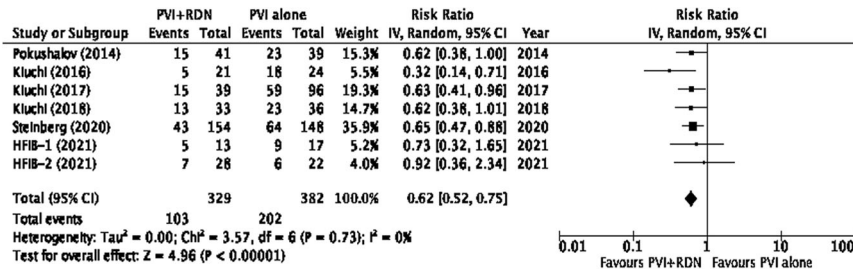 PVI+RDN PVI alone Risk Ratio Risk Ratio
Study or Subgroup Events Total Events Total Weight IV, Random, 95% CI Year IV, Random, 95% CI
Pokushalov (2014) 15 41 23 39 15.3% 0.62 [0.38, 1.00] 2014
Kiuchi (2016) 5 21 18 24 5.5% 0.32 [0.14, 0.71] 2016
Kiuchi (2017) 15 39 59 96 19.3% 0.63 [0.41, 0.96] 2017
Kiuchi (2018) 13 33 23 36 14.7% 0.62 [0.38, 1.01] 2018
Steinberg (2020) 43 154 64 148 35.9% 0.65 [0.47, 0.88] 2020
HFIB-1 (2021) 5 13 9 17 5.2% 0.73 [0.32, 1.65] 2021
HFIB-2 (2021) 7 28 6 22 4.0% 0.92 [0.36, 2.34] 2021
Total (95% CI) 329 382 100.0% 0.62 [0.52, 0.75]
Total events 103 202
Heterogeneity: Tau² = 0.00; Chi² = 3.57, df = 6 (P = 0.73); I² = 0%
Test for overall effect: Z = 4.96 (P < 0.00001)
0.01 0.1 1 10 100
Favours PVI+RDN Favours PVI alone